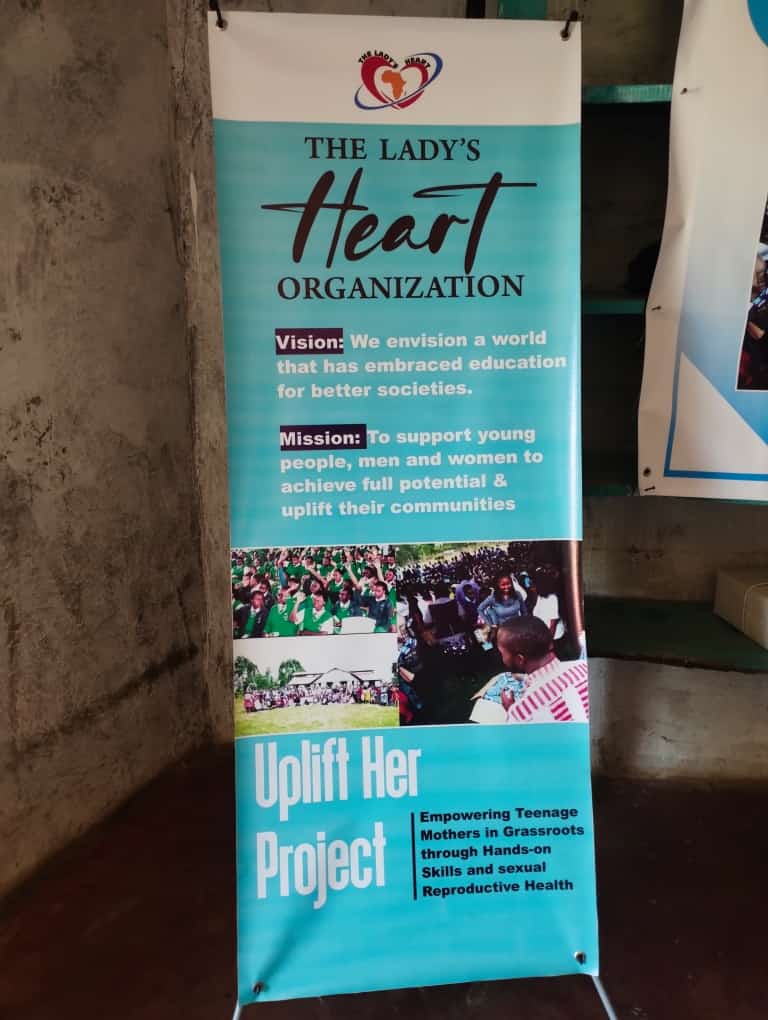 THE LADY'S HEART
THE LADY'S
Heart
ORGANIZATION
Vision: We envision a world
that has embraced education
for better societies.
Mission: To support young
people, men and women to
achieve full potential &
uplift their communities
Uplift Her
Project
Empowering Teenage
Mothers in Grassroots
through Hands-on
Skills and sexual
Reproductive Health